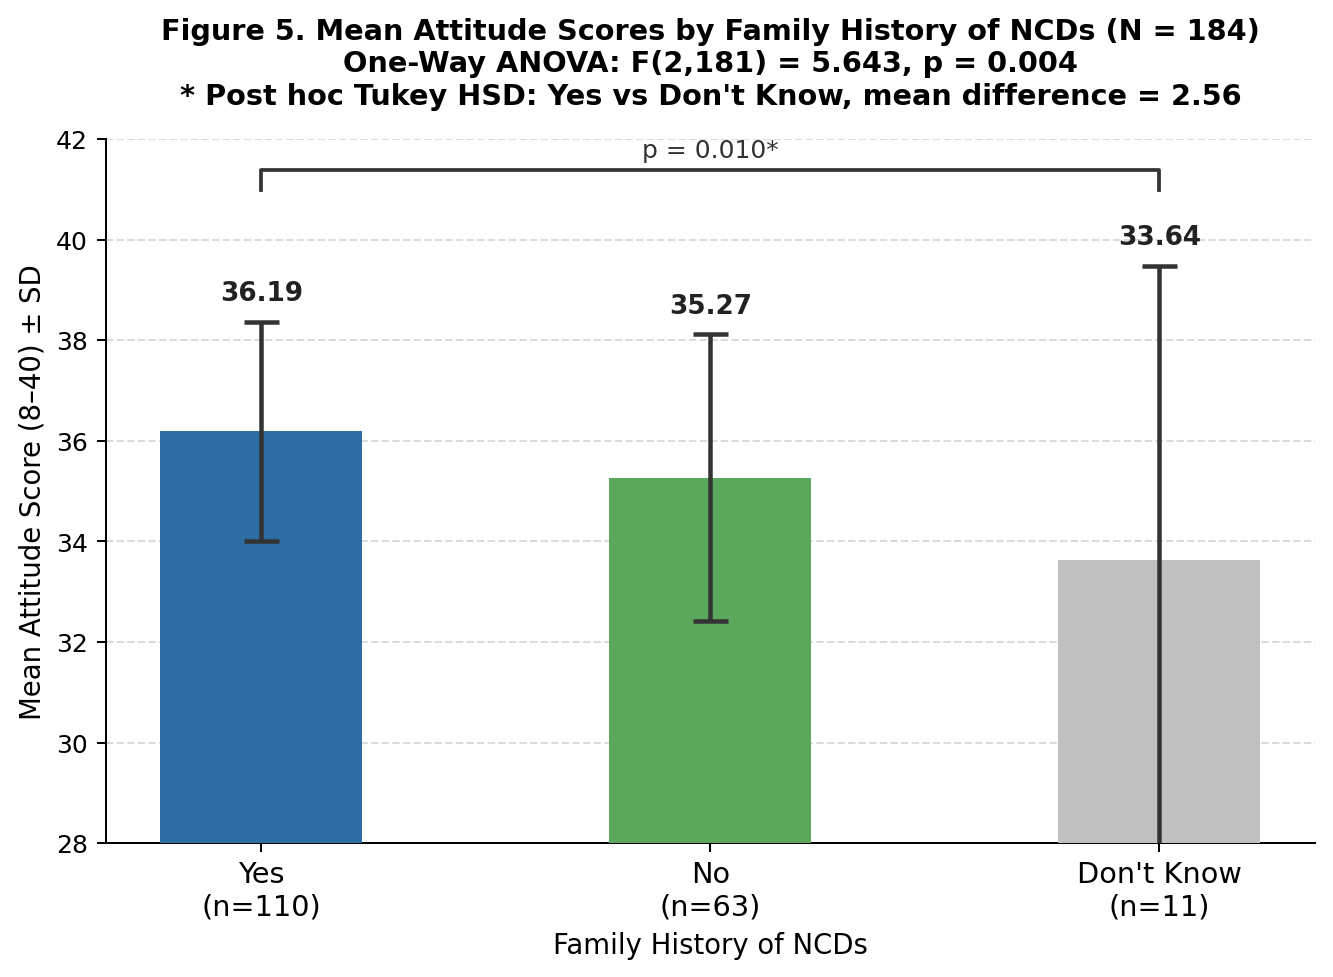 Figure 5. Mean Attitude Scores by Family History of NCDs (N = 184)
One-Way ANOVA: F(2,181) = 5.643, p = 0.004
* Post hoc Tukey HSD: Yes vs Don't Know, mean difference = 2.56
Mean Attitude Score (8–40) ± SD
42
40
38
36
34
32
30
28
p = 0.010*
36.19
35.27
33.64
Yes
(n=110)
No
(n=63)
Don't Know
(n=11)
Family History of NCDs